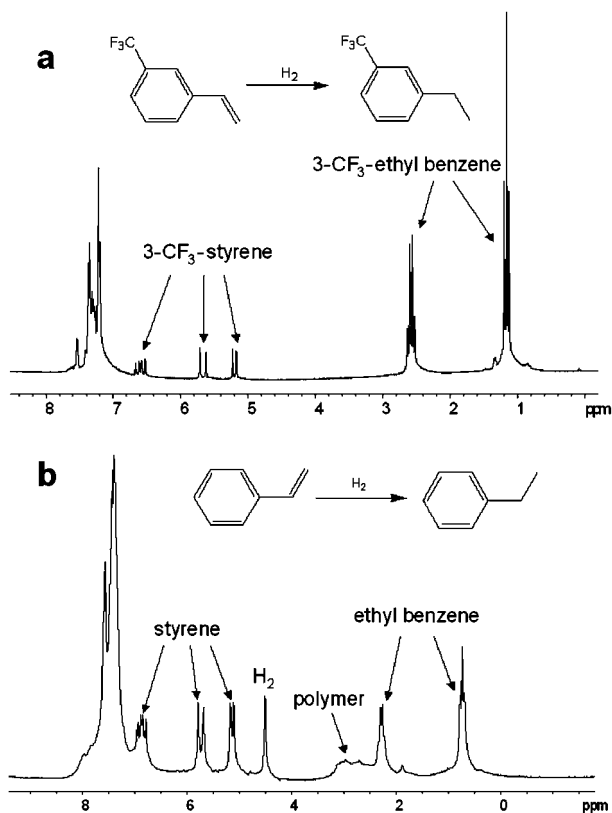 a
F₃C
H₂
F₃C
3-CF₃-ethyl benzene
3-CF₃-styrene
8 7 6 5 4 3 2 1 ppm
b
H₂
styrene
ethyl benzene
H₂
polymer
8 6 4 2 0 ppm